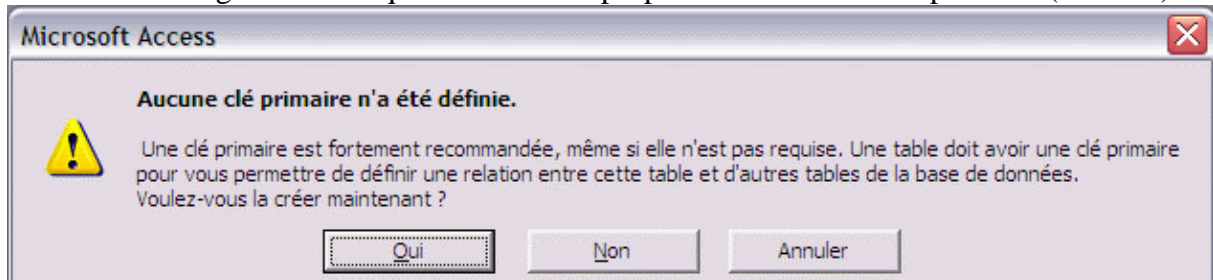 Microsoft Access
Aucune clé primaire n'a été définie.
Une clé primaire est fortement recommandée, même si elle n'est pas requise. Une table doit avoir une clé primaire
pour vous permettre de définir une relation entre cette table et d'autres tables de la base de données.
Voulez-vous la créer maintenant ?
Oui Non Annuler